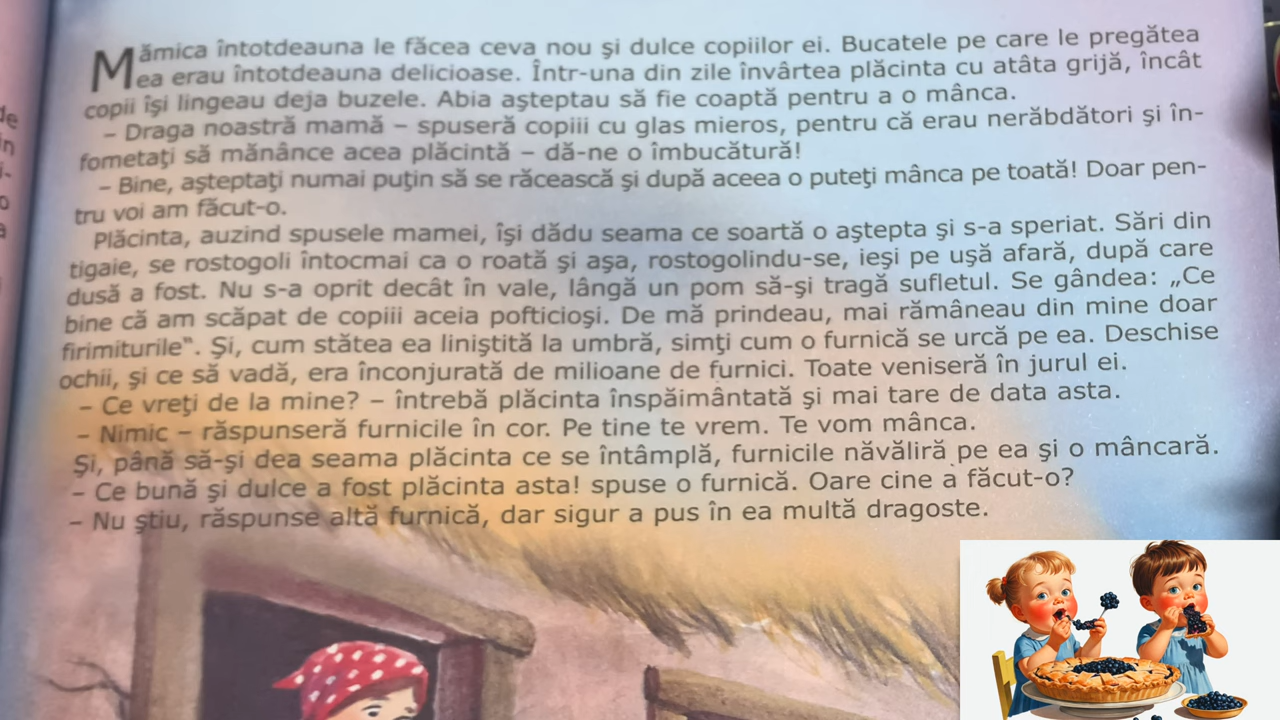 Mămica întotdeauna le făcea ceva nou şi dulce copiilor ei. Bucatele pe care le pregătea
ea erau întotdeauna delicioase. Într-una din zile învârtea plăcinta cu atâta grijă, încât
copii îşi lingeau deja buzele. Abia aşteptau să fie coaptă pentru a o mânca.
– Draga noastră mamă – spuseră copiii cu glas mieros, pentru că erau nerăbdători şi în-
fometaţi să mănânce acea plăcintă – dă-ne o îmbucătură!
– Bine, aşteptaţi numai puţin să se răcească şi după aceea o puteţi mânca pe toată! Doar pen-
tru voi am făcut-o.
Plăcinta, auzind spusele mamei, îşi dădu seama ce soartă o aştepta şi s-a speriat. Sări din
tigaie, se rostogoli întocmai ca o roată şi aşa, rostogolindu-se, ieşi pe uşă afară, după care
dusă a fost. Nu s-a oprit decât în vale, lângă un pom să-şi tragă sufletul. Se gândea: „Ce
bine că am scăpat de copiii aceia pofticioşi. De mă prindeau, mai rămâneau din mine doar
firimiturile‟. Şi, cum stătea ea liniştită la umbră, simţi cum o furnică se urcă pe ea. Deschise
ochii, şi ce să vadă, era înconjurată de milioane de furnici. Toate veniseră în jurul ei.
– Ce vreţi de la mine? – întrebă plăcinta înspăimântată şi mai tare de data asta.
– Nimic – răspunseră furnicile în cor. Pe tine te vrem. Te vom mânca.
Şi, până să-şi dea seama plăcinta ce se întâmplă, furnicile năvăliră pe ea şi o mâncară.
– Ce bună şi dulce a fost plăcinta asta! spuse o furnică. Oare cine a făcut-o?
– Nu ştiu, răspunse altă furnică, dar sigur a pus în ea multă dragoste.